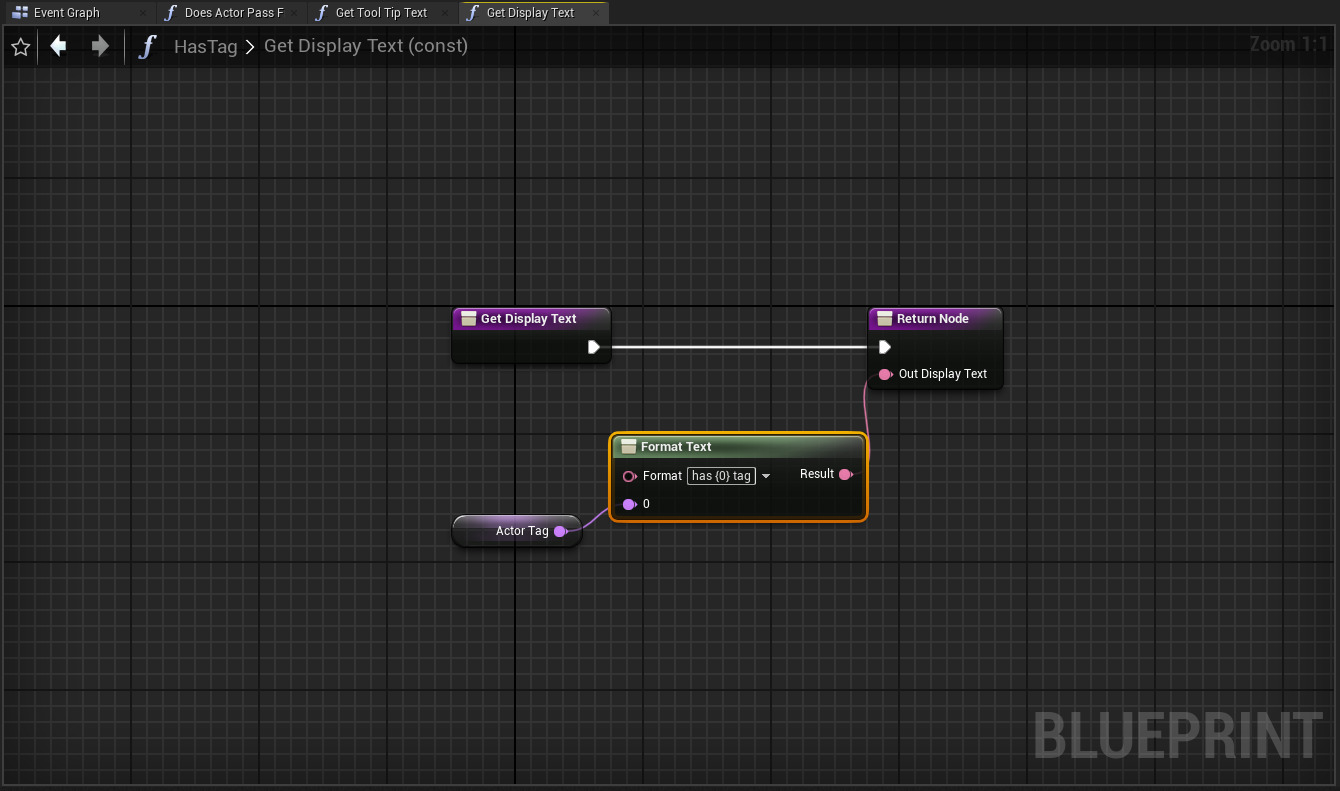 Event Graph
Does Actor Pass F
Get Tool Tip Text
Get Display Text
HasTag > Get Display Text (const)
Zoom 1:1
Get Display Text
Return Node
Out Display Text
Format Text
Format has {0} tag
Result
0
Actor Tag
BLUEPRINT